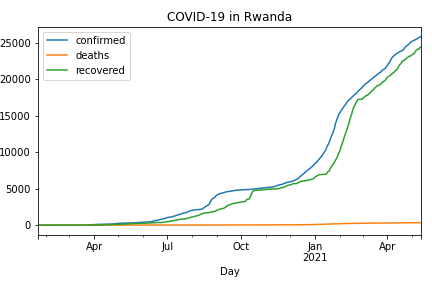 COVID-19 in Rwanda
confirmed
deaths
recovered
25000
20000
15000
10000
5000
0
Apr Jul Oct Jan Apr
2021
Day